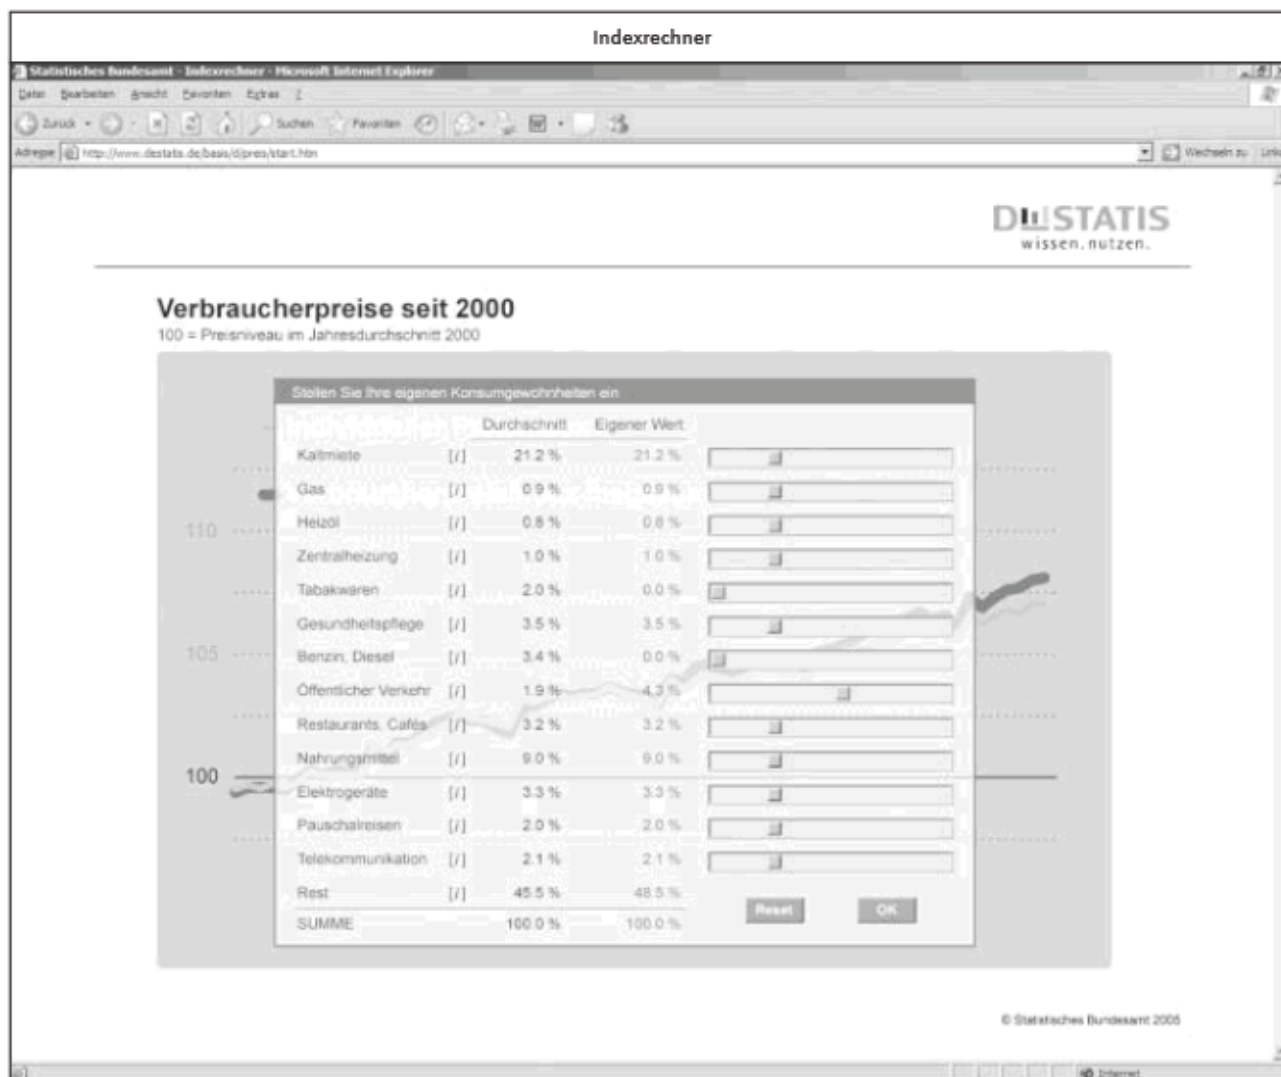 Indexrechner
Statistisches Bundesamt - Indexrechner - Microsoft Internet Explorer
Datei Bearbeiten Ansicht Favoriten Extras ?
Zurück Suchen Favoriten
Adresse http://www.destatis.de/basis/d/preis/start.htm Wechseln zu Links
DESTATIS
wissen.nutzen.
Verbraucherpreise seit 2000
100 = Preisniveau im Jahresdurchschnitt 2000
Stellen Sie Ihre eigenen Konsumgewohnheiten ein
Durchschnitt Eigener Wert
Kaltmiete [i] 21.2 % 21.2 %
Gas [i] 0.9 % 0.9 %
110
Heizöl [i] 0.8 % 0.8 %
Zentralheizung [i] 1.0 % 1.0 %
Tabakwaren [i] 2.0 % 0.0 %
Gesundheitspflege [i] 3.5 % 3.5 %
105
Benzin, Diesel [i] 3.4 % 0.0 %
Öffentlicher Verkehr [i] 1.9 % 4.3 %
Restaurants, Cafés [i] 3.2 % 3.2 %
Nahrungsmittel [i] 9.0 % 9.0 %
100
Elektrogeräte [i] 3.3 % 3.3 %
Pauschalreisen [i] 2.0 % 2.0 %
Telekommunikation [i] 2.1 % 2.1 %
Rest [i] 45.5 % 48.5 %
Reset OK
SUMME 100.0 % 100.0 %
© Statistisches Bundesamt 2005
Internet